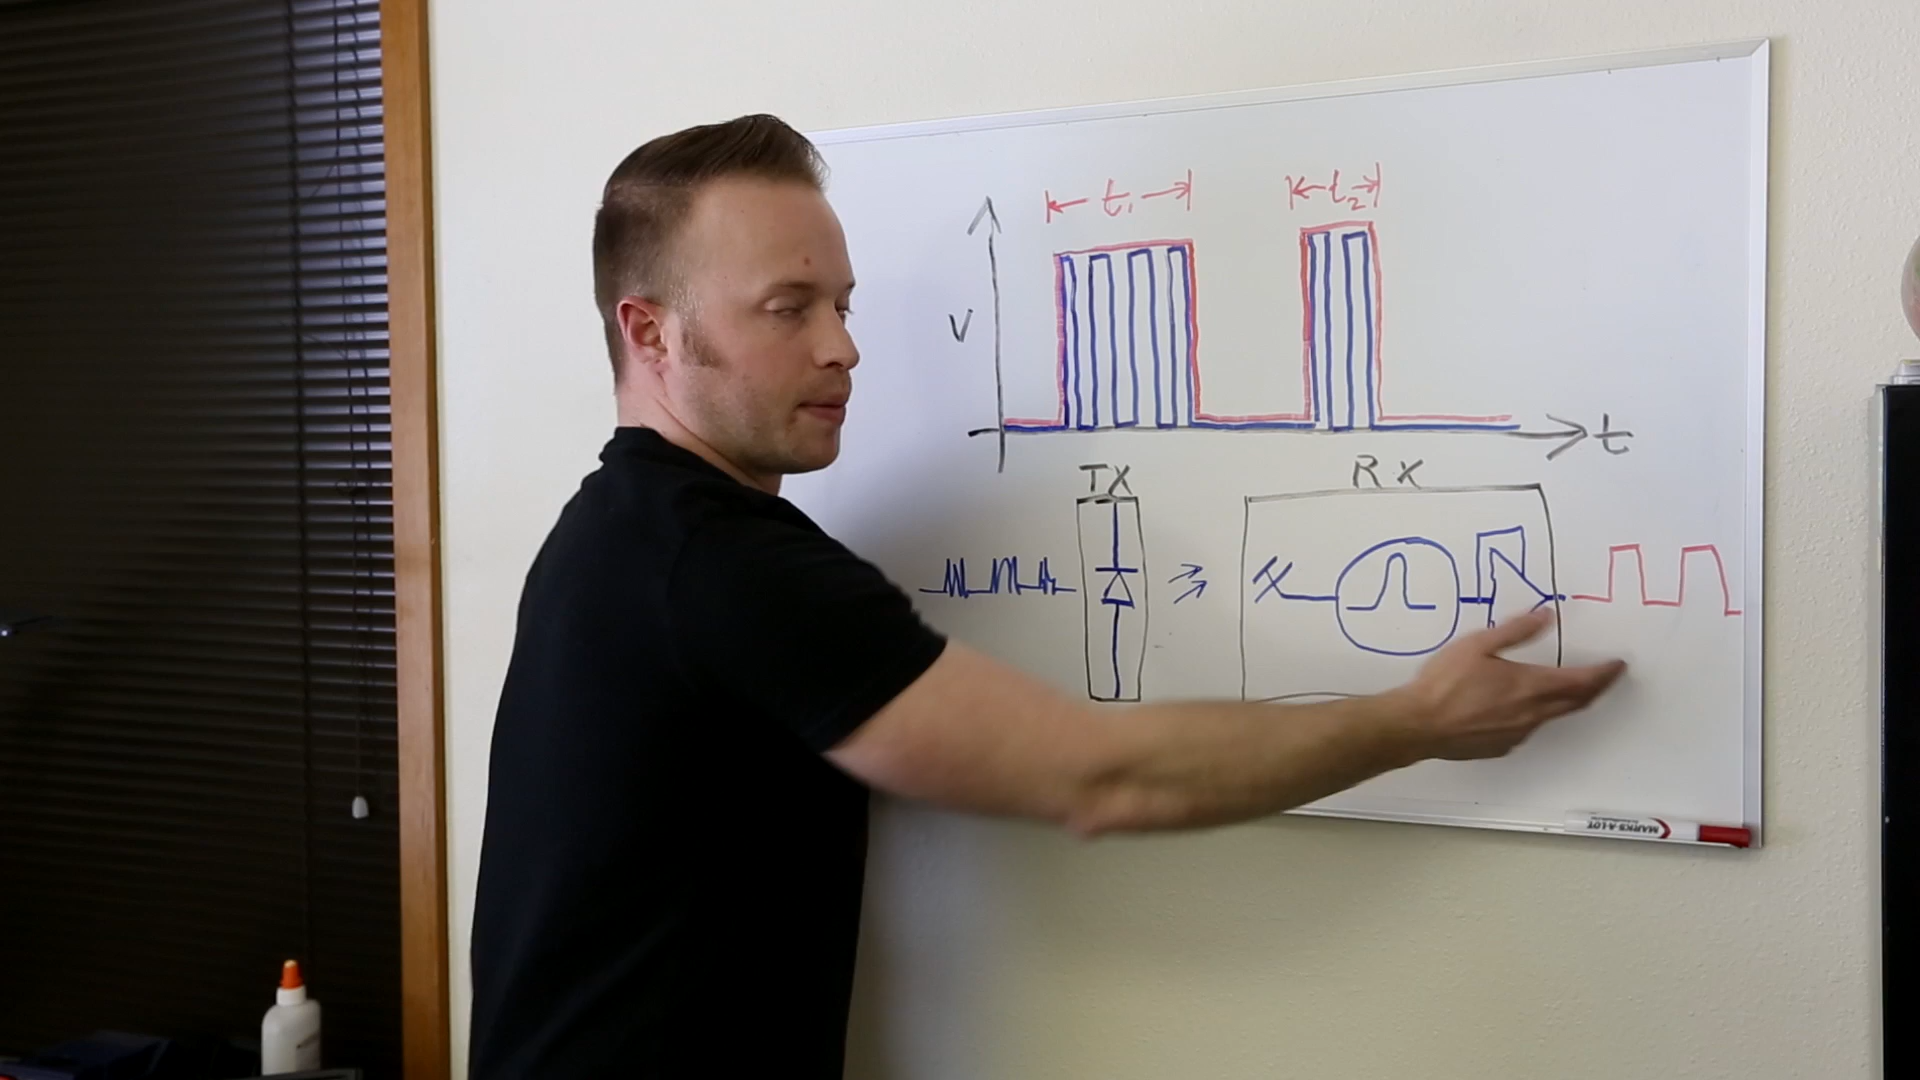 t₁
t₂
V
t
TX
RX
MARKS-A-LOT